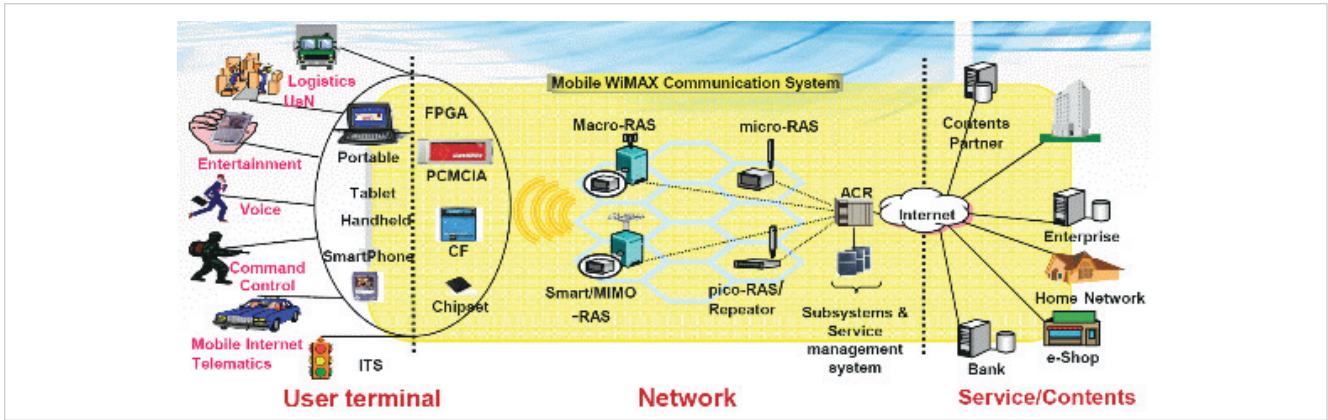 Mobile WiMAX Communication System
Logistics
UsN
Entertainment
Voice
Command
Control
Mobile Internet
Telematics
ITS
Portable
Tablet
Handheld
SmartPhone
FPGA
PCMCIA
CF
Chipset
Macro-RAS
micro-RAS
Smart/MIMO
-RAS
pico-RAS/
Repeater
ACR
Subsystems &
Service
management
system
Internet
Contents
Partner
Enterprise
Home Network
e-Shop
Bank
User terminal
Network
Service/Contents